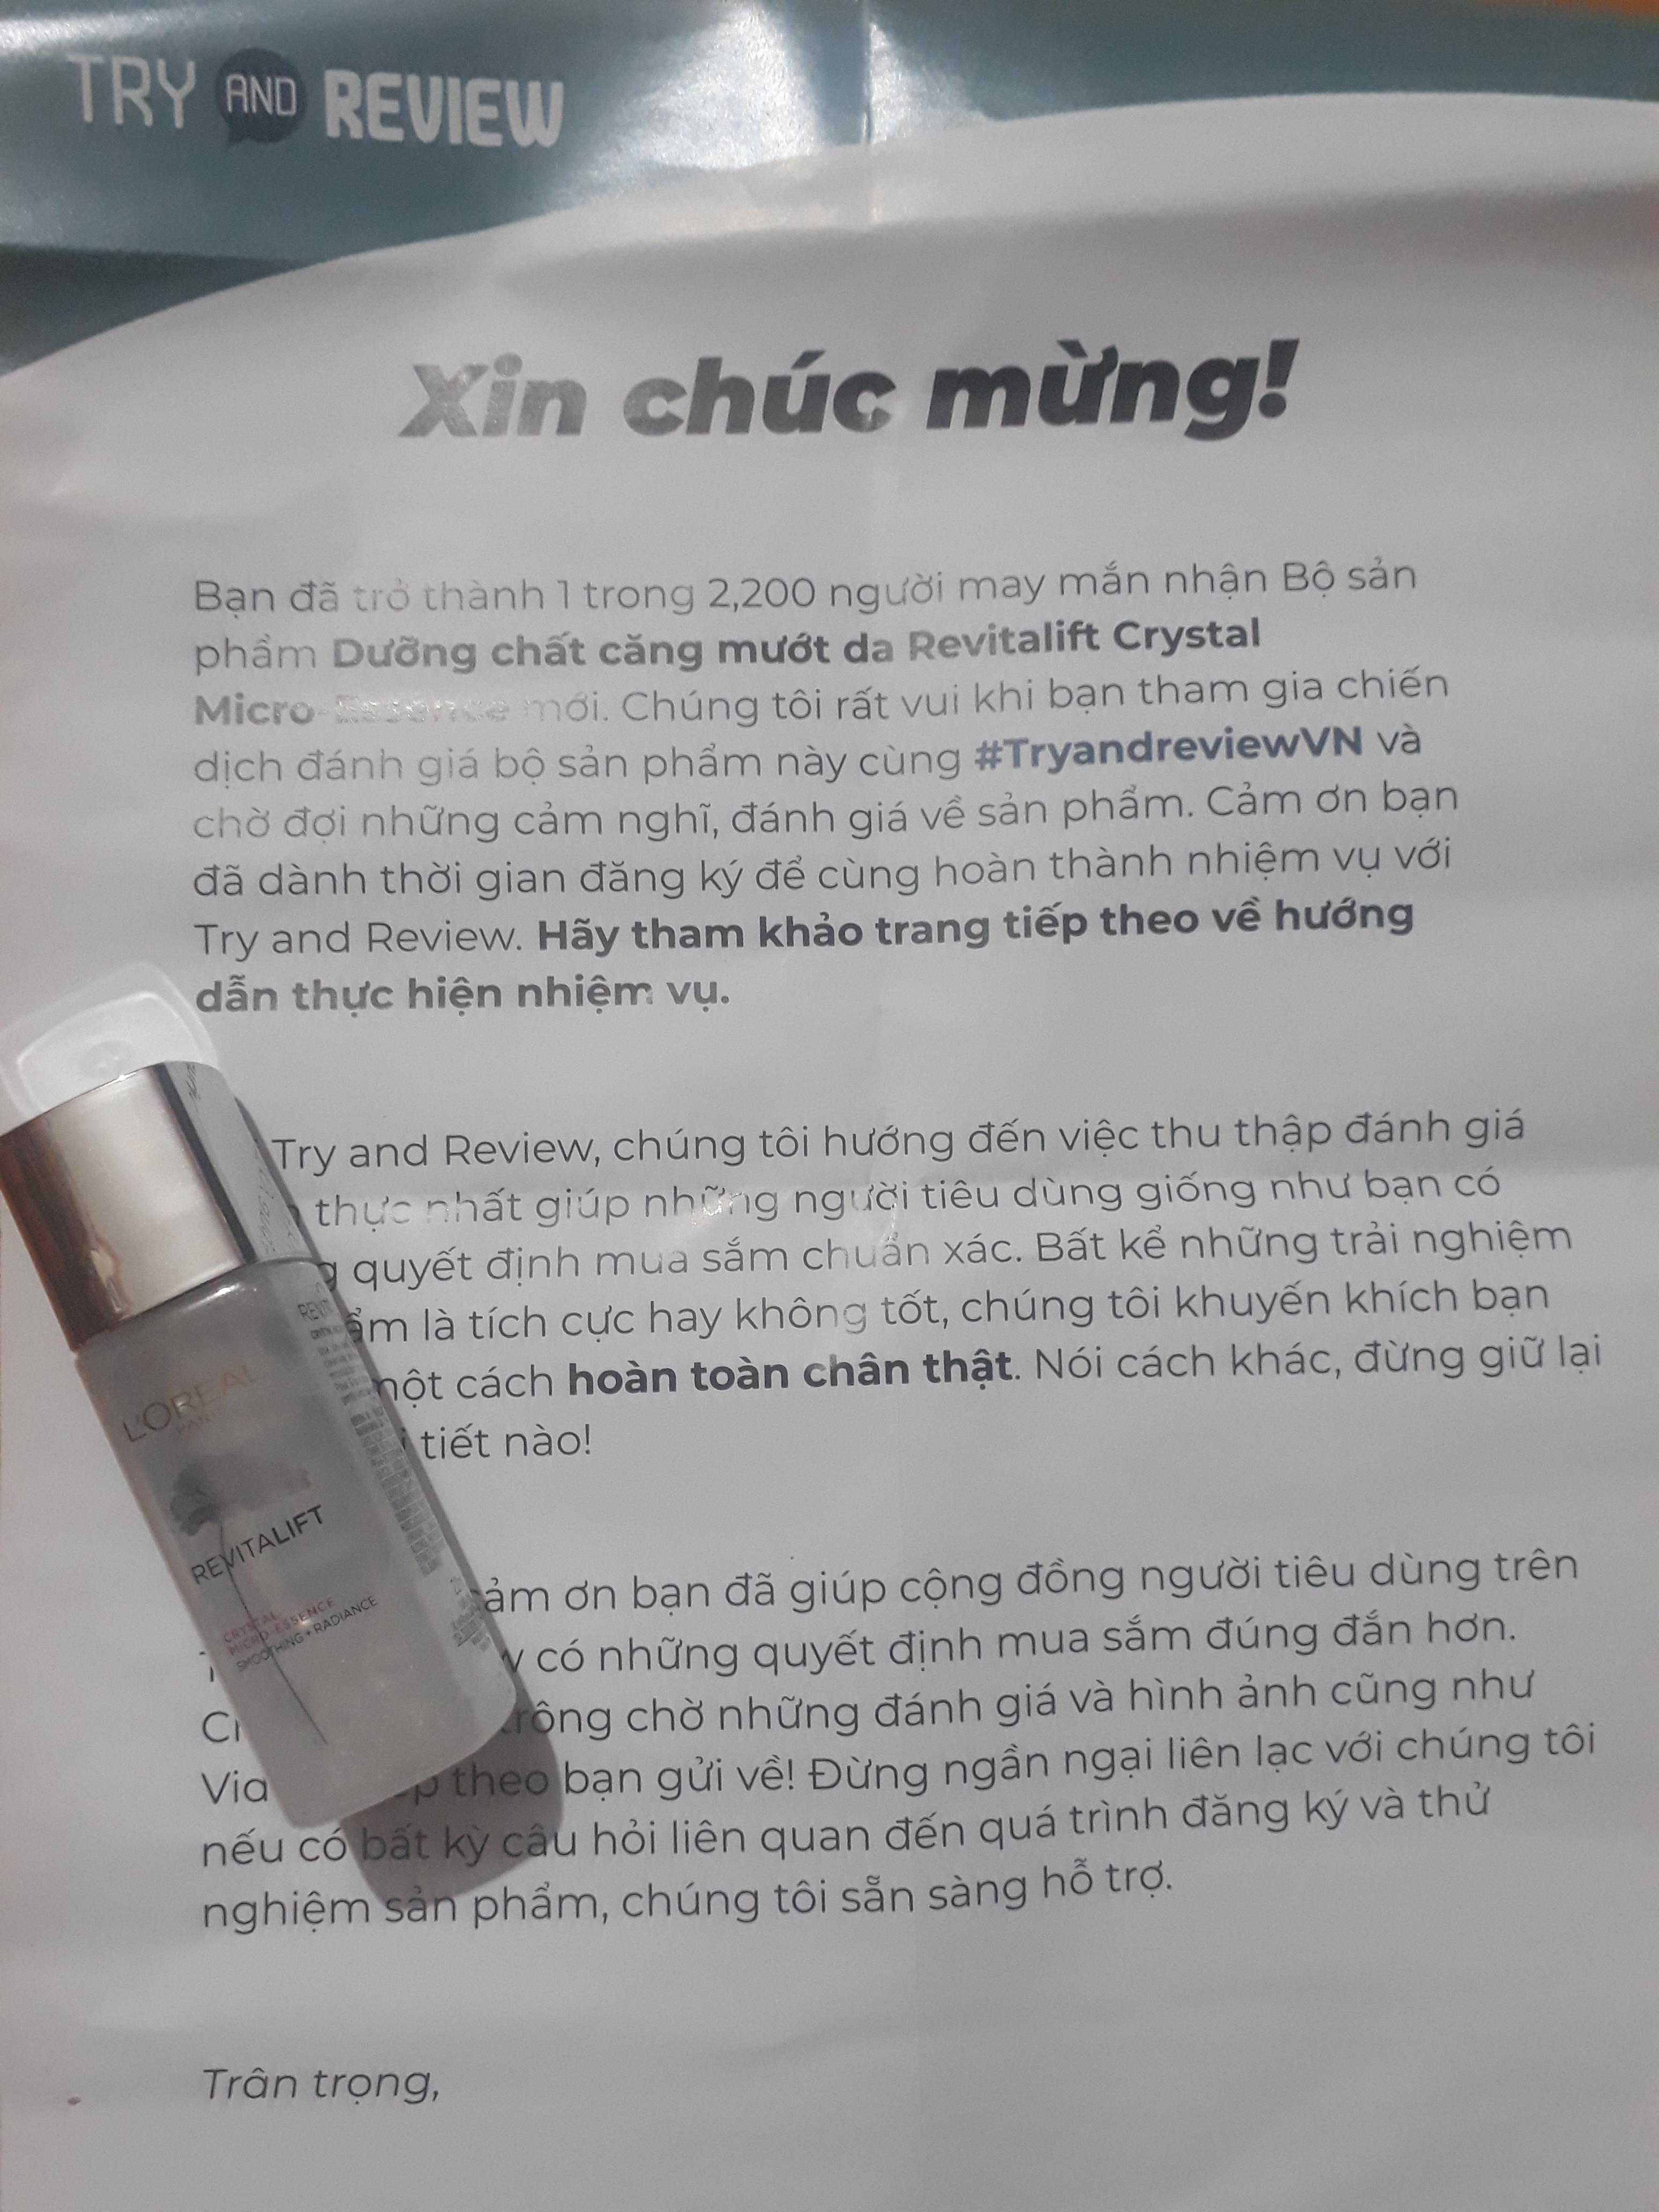 TRY AND REVIEW
Xin chúc mừng!
Bạn đã trở thành 1 trong 2,200 người may mắn nhận Bộ sản
phẩm Dưỡng chất căng mướt da Revitalift Crystal
Micro-Essence mới. Chúng tôi rất vui khi bạn tham gia chiến
dịch đánh giá bộ sản phẩm này cùng #TryandreviewVN và
chờ đợi những cảm nghĩ, đánh giá về sản phẩm. Cảm ơn bạn
đã dành thời gian đăng ký để cùng hoàn thành nhiệm vụ với
Try and Review. Hãy tham khảo trang tiếp theo về hướng
dẫn thực hiện nhiệm vụ.
Try and Review, chúng tôi hướng đến việc thu thập đánh giá
thực nhất giúp những người tiêu dùng giống như bạn có
quyết định mua sắm chuẩn xác. Bất kể những trải nghiệm
là tích cực hay không tốt, chúng tôi khuyến khích bạn
một cách hoàn toàn chân thật. Nói cách khác, đừng giữ lại
tiết nào!
ảm ơn bạn đã giúp cộng đồng người tiêu dùng trên
có những quyết định mua sắm đúng đắn hơn.
trông chờ những đánh giá và hình ảnh cũng như
theo bạn gửi về! Đừng ngần ngại liên lạc với chúng tôi
nếu có bất kỳ câu hỏi liên quan đến quá trình đăng ký và thử
nghiệm sản phẩm, chúng tôi sẵn sàng hỗ trợ.
Trân trọng,
L'ORÉAL
PARIS
REVITALIFT
CRYSTAL
MICRO-ESSENCE
SMOOTHING + RADIANCE